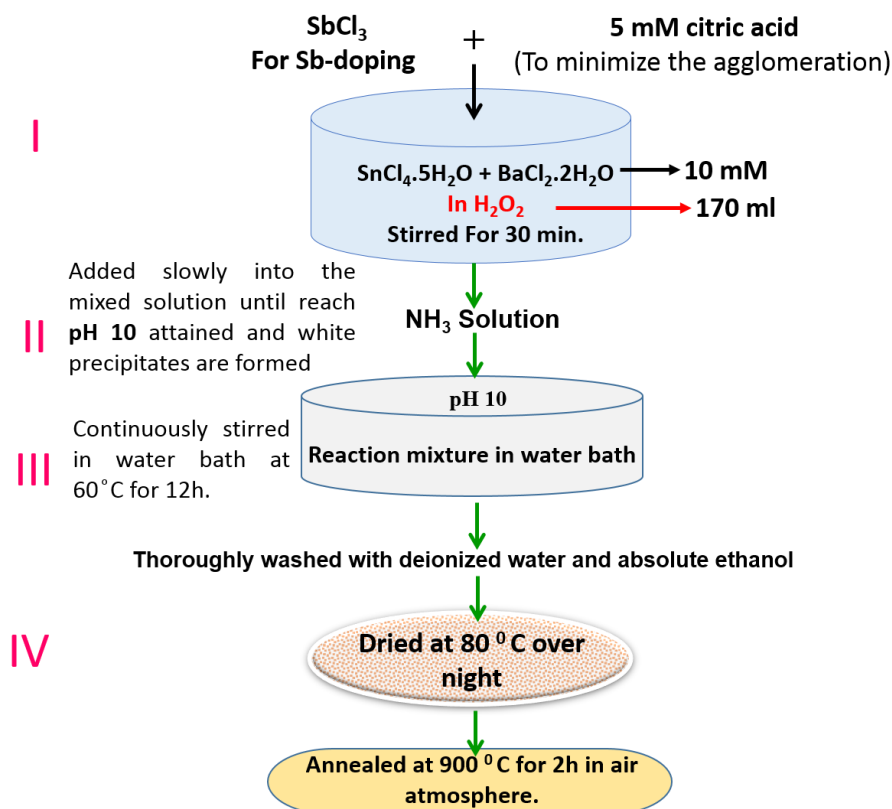 SbCl₃
For Sb-doping
+
5 mM citric acid
(To minimize the agglomeration)
I
SnCl₄.5H₂O + BaCl₂.2H₂O
10 mM
In H₂O₂
170 ml
Stirred For 30 min.
II
Added slowly into the
mixed solution until reach
pH 10 attained and white
precipitates are formed
NH₃ Solution
pH 10
III
Continuously stirred
in water bath at
60°C for 12h.
Reaction mixture in water bath
Thoroughly washed with deionized water and absolute ethanol
IV
Dried at 80 ⁰ C over
night
Annealed at 900 ⁰ C for 2h in air
atmosphere.